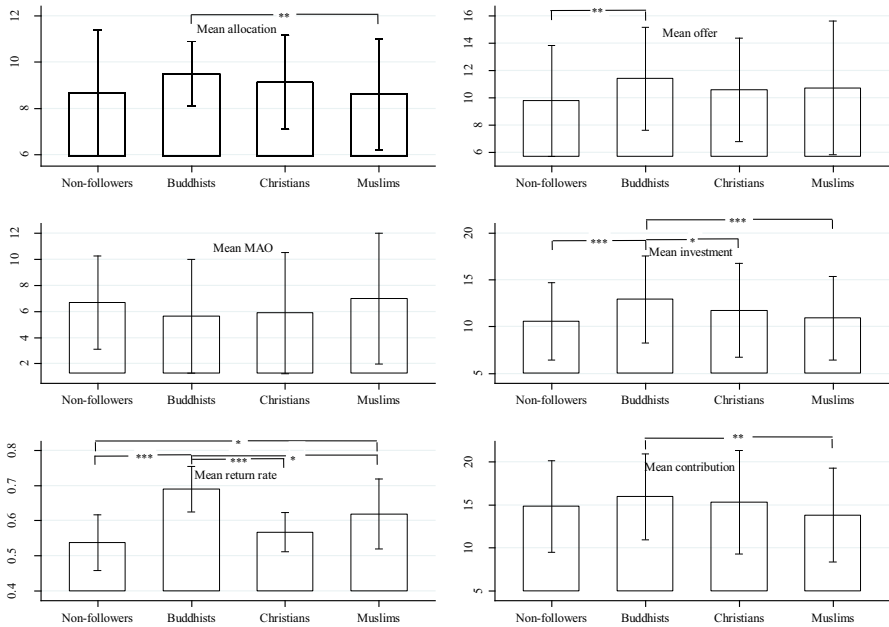 12
**
Mean allocation
10
8
6
Non-followers Buddhists Christians Muslims
16
**
Mean offer
14
12
10
8
6
Non-followers Buddhists Christians Muslims
12
Mean MAO
10
8
6
4
2
Non-followers Buddhists Christians Muslims
20
***
*** *
Mean investment
15
10
5
Non-followers Buddhists Christians Muslims
0.8
*
*** *** *
Mean return rate
0.7
0.6
0.5
0.4
Non-followers Buddhists Christians Muslims
**
20
Mean contribution
15
10
5
Non-followers Buddhists Christians Muslims